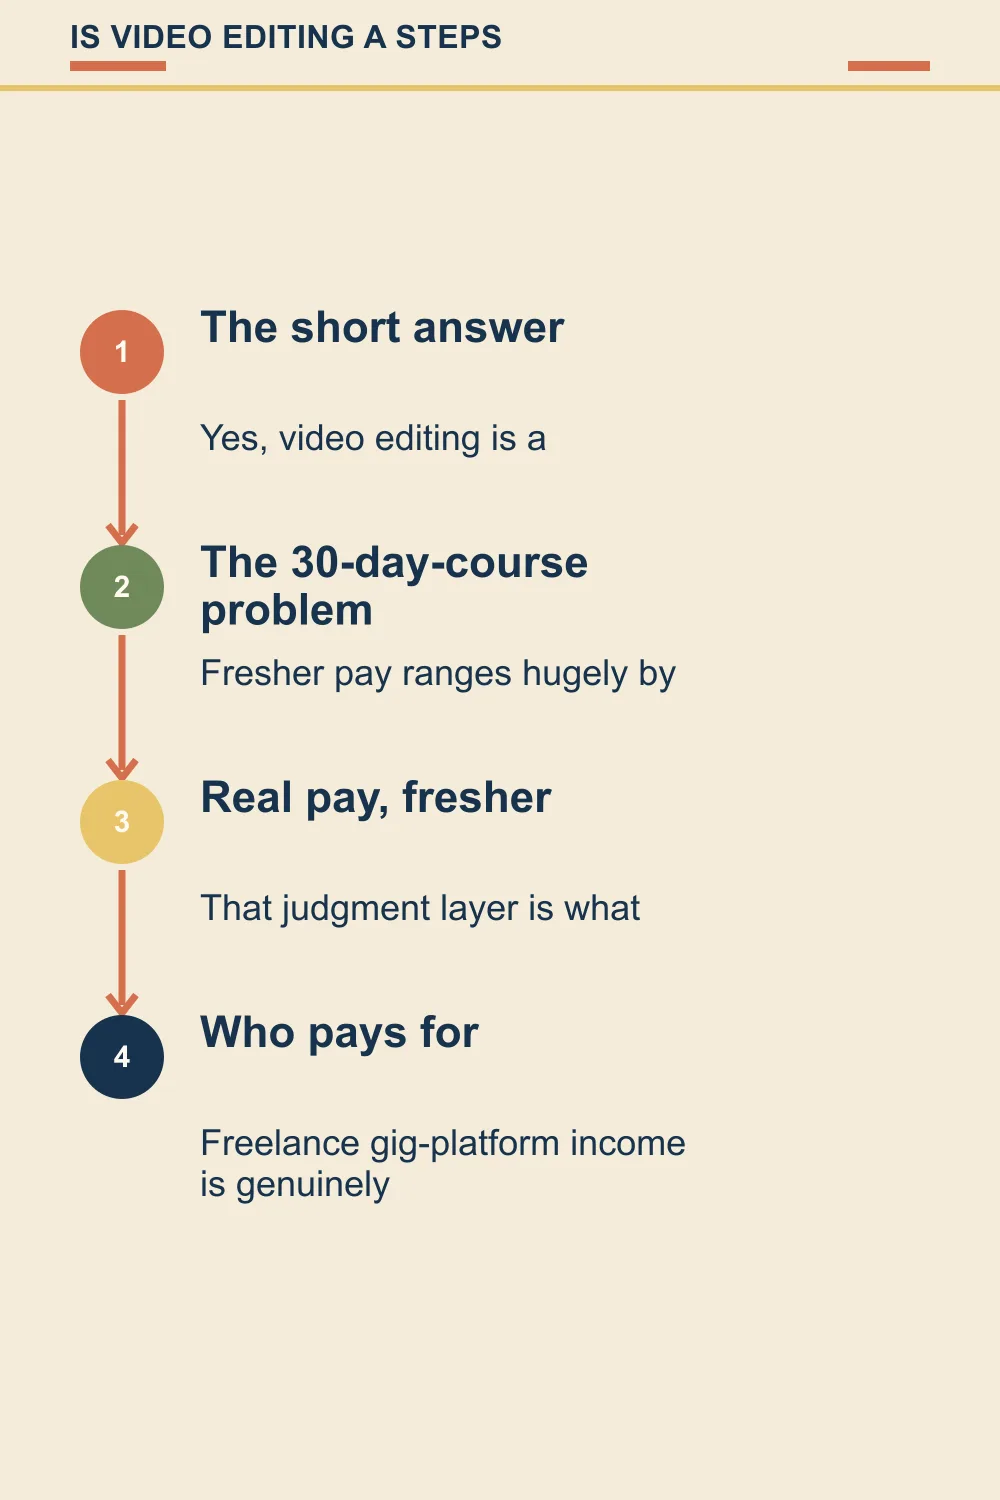 IS VIDEO EDITING A STEPS
1
The short answer
Yes, video editing is a
2
The 30-day-course
problem
Fresher pay ranges hugely by
3
Real pay, fresher
That judgment layer is what
4
Who pays for
Freelance gig-platform income
is genuinely